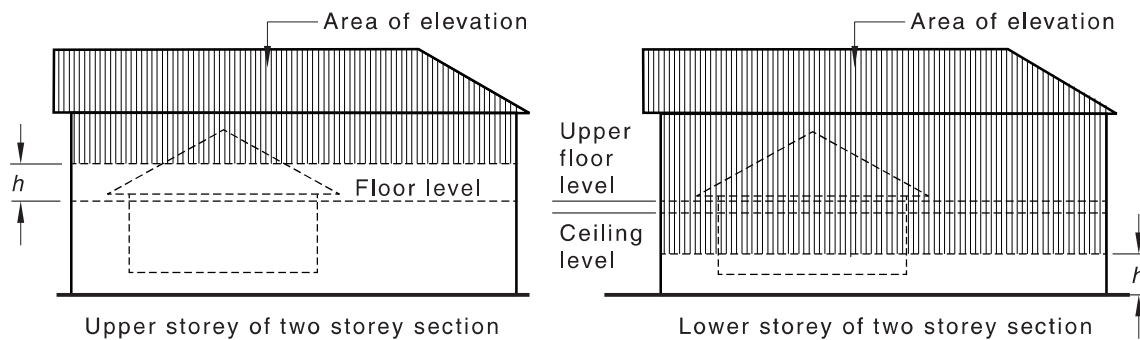 Area of elevation
h
Floor level
Upper storey of two storey section
Area of elevation
Upper
floor
level
Ceiling
level
h
Lower storey of two storey section